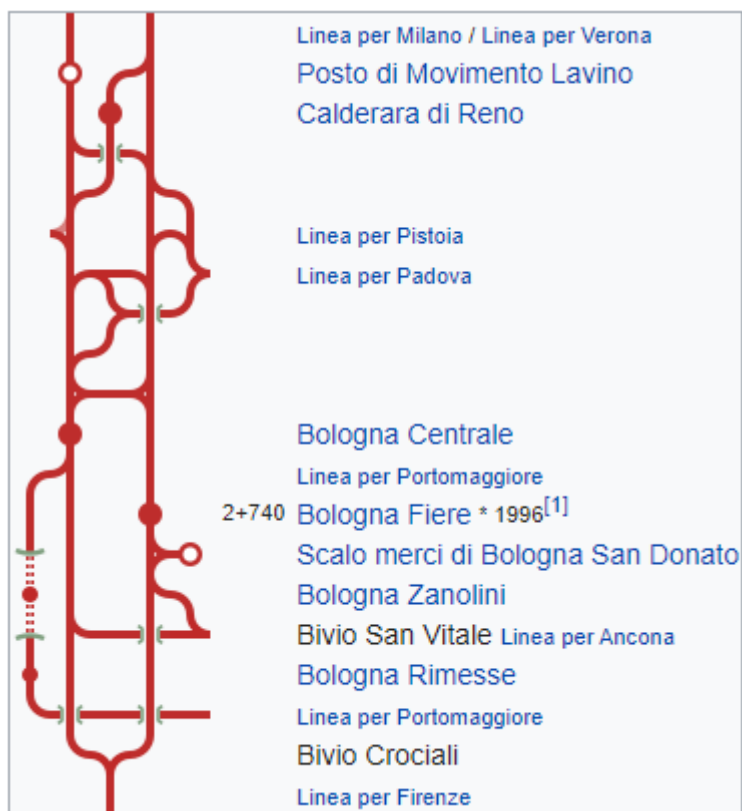 Linea per Milano / Linea per Verona
Posto di Movimento Lavino
Calderara di Reno
Linea per Pistoia
Linea per Padova
Bologna Centrale
Linea per Portomaggiore
2+740 Bologna Fiere * 1996[1]
Scalo merci di Bologna San Donato
Bologna Zanolini
Bivio San Vitale Linea per Ancona
Bologna Rimesse
Linea per Portomaggiore
Bivio Crociali
Linea per Firenze